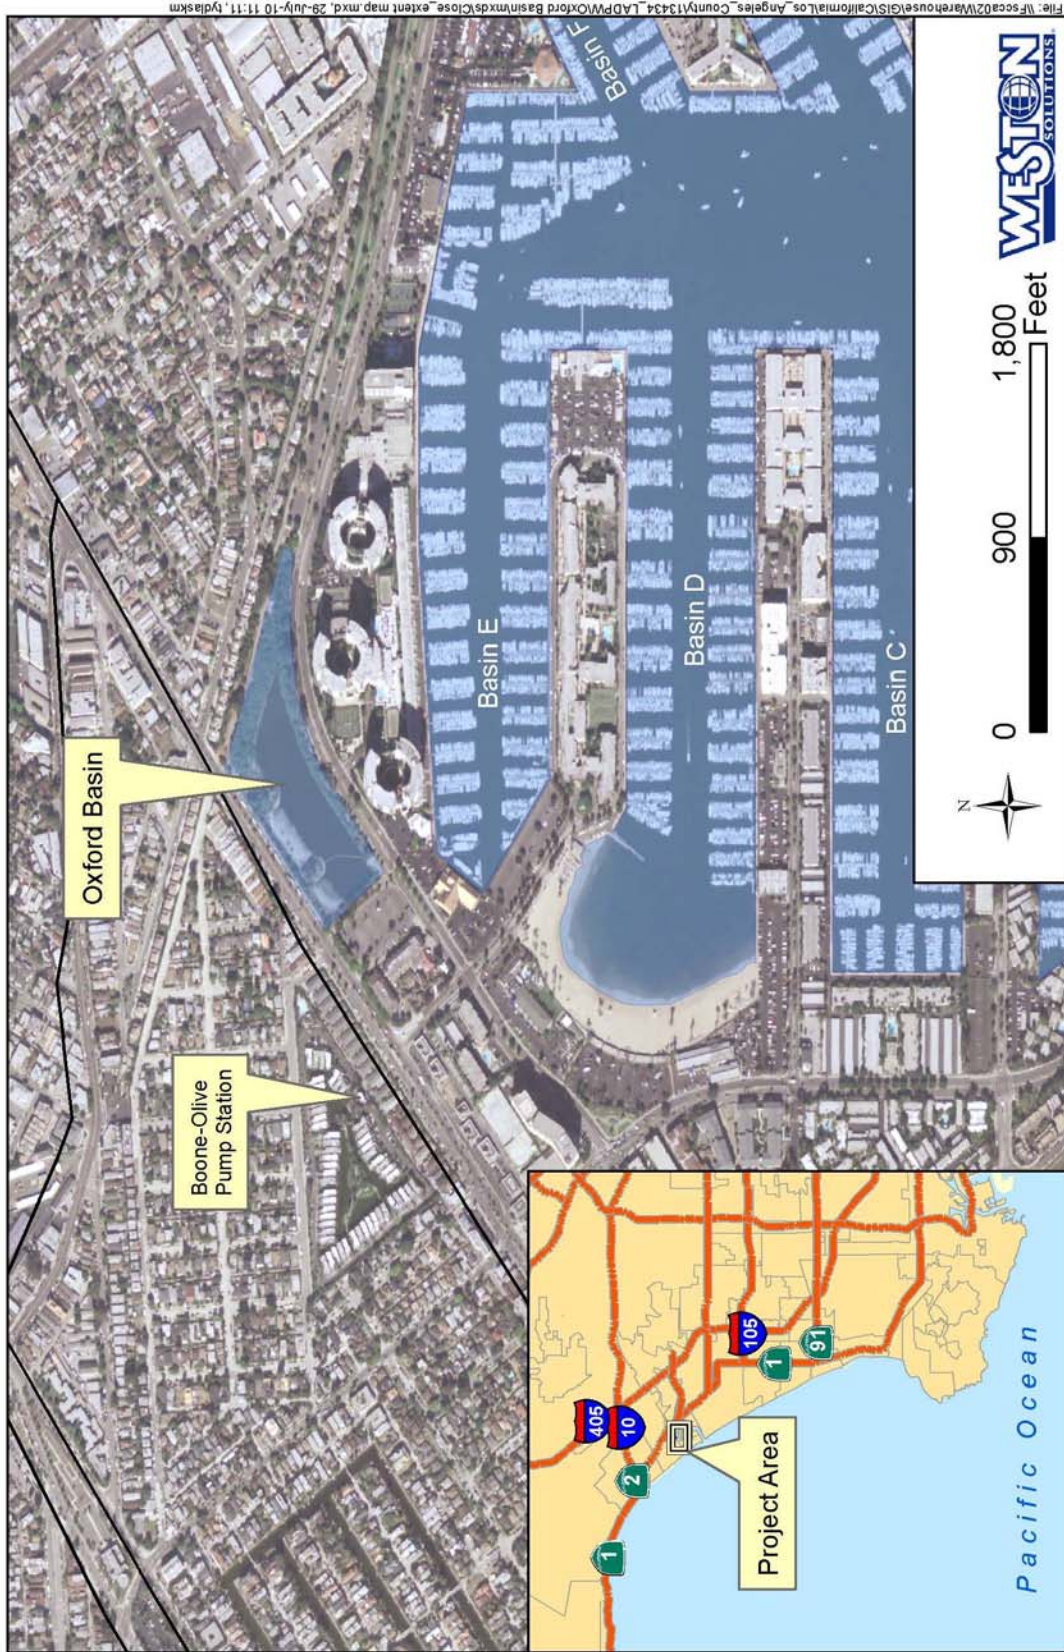 Oxford Basin
Boone-Olive
Pump Station
Basin F
Basin E
Basin D
Basin C
N
0 900 1,800
Feet
WESTON
SOLUTIONS
405
10
2
1
105
1
91
Project Area
Pacific Ocean
File: \\Fscca02\Warehouse\GIS\California\Los_Angeles_County\13434_LADPW\Oxford Basin\mxds\Close_extent map.mxd, 29-July-10 11:11, tydlaskm